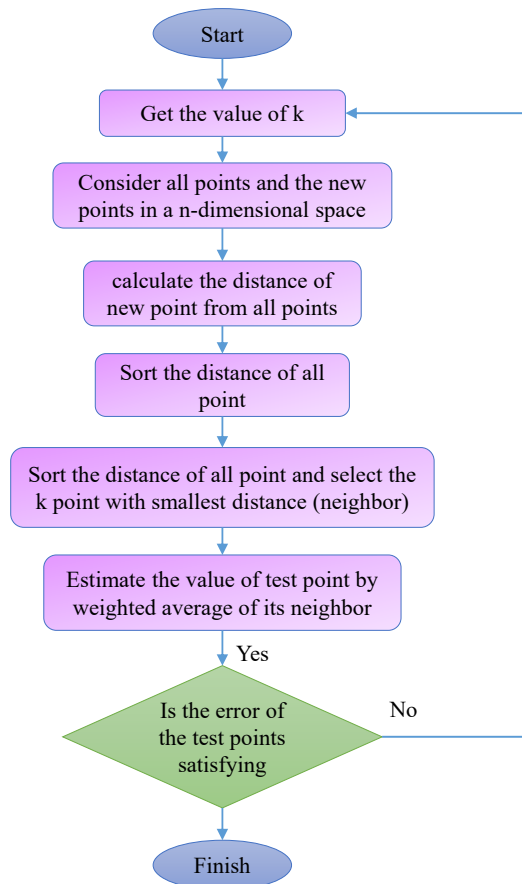 Start
Get the value of k
Consider all points and the new
points in a n-dimensional space
calculate the distance of
new point from all points
Sort the distance of all
point
Sort the distance of all point and select the
k point with smallest distance (neighbor)
Estimate the value of test point by
weighted average of its neighbor
Yes
Is the error of
the test points
satisfying
No
Finish